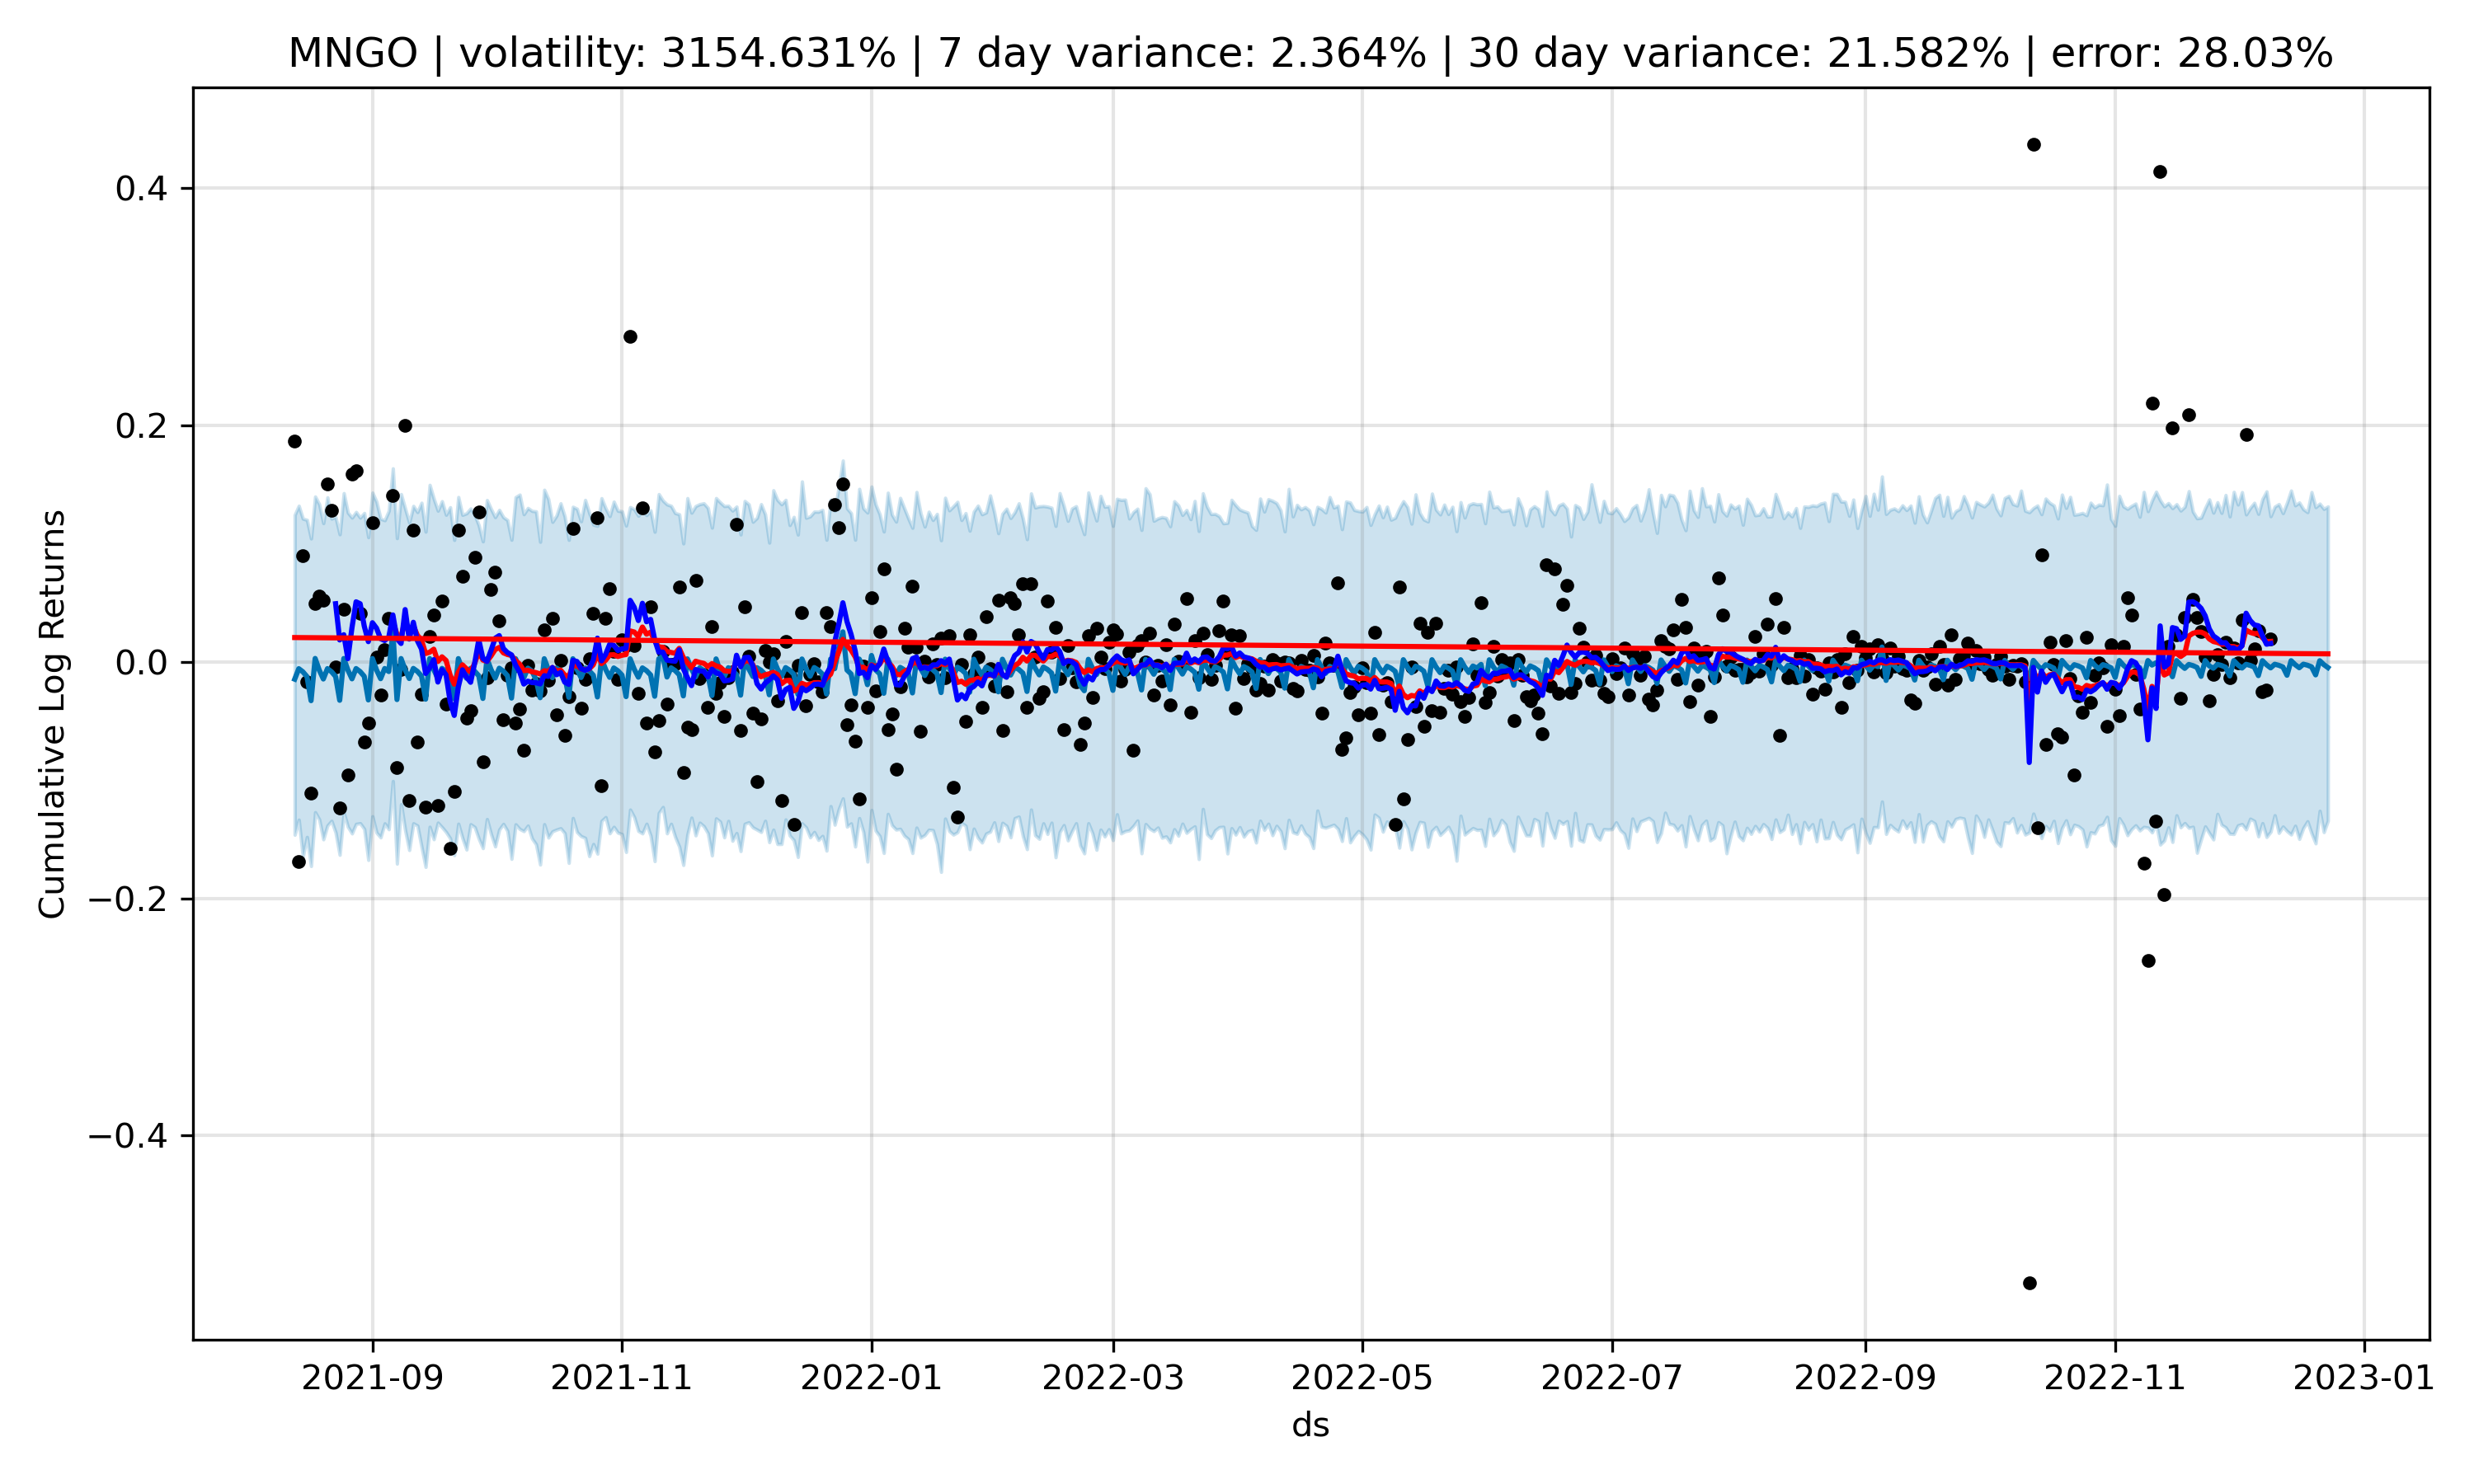 MNGO | volatility: 3154.631% | 7 day variance: 2.364% | 30 day variance: 21.582% | error: 28.03%
Cumulative Log Returns
0.4
0.2
0.0
−0.2
−0.4
2021-09 2021-11 2022-01 2022-03 2022-05 2022-07 2022-09 2022-11 2023-01
ds